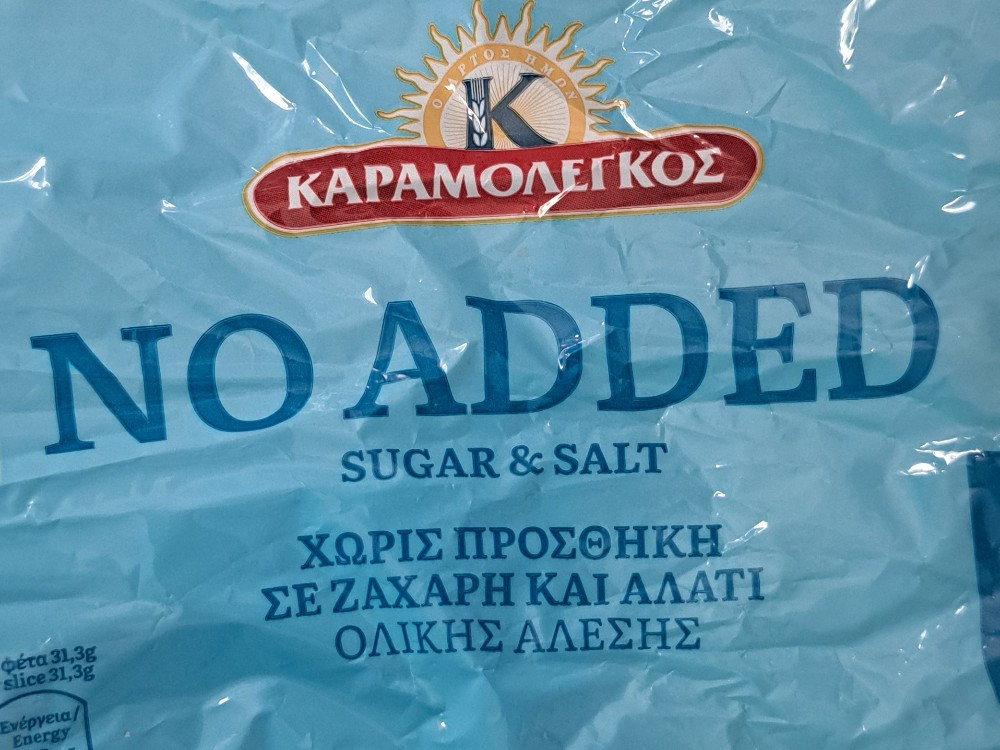 Ο ΑΡΤΟΣ ΗΜΩΝ
Κ
ΚΑΡΑΜΟΛΕΓΚΟΣ
NO ADDED
SUGAR & SALT
ΧΩΡΙΣ ΠΡΟΣΘΗΚΗ
ΣΕ ΖΑΧΑΡΗ ΚΑΙ ΑΛΑΤΙ
ΟΛΙΚΗΣ ΑΛΕΣΗΣ
φέτα 31,3g
slice 31,3g
Ενέργεια/
Energy